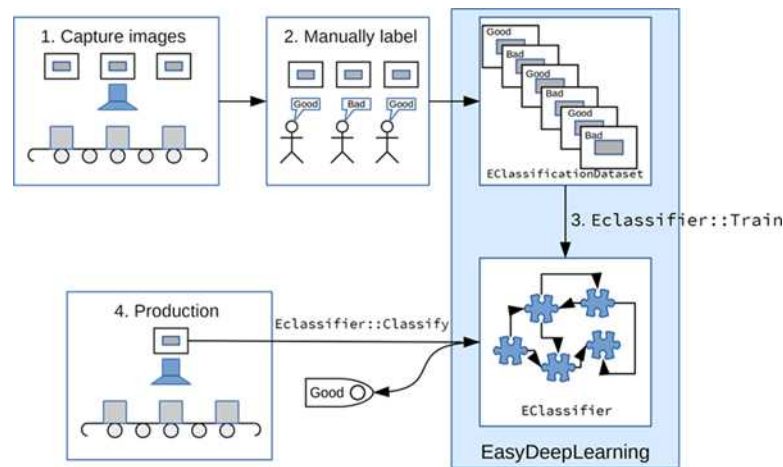 1. Capture images
2. Manually label
Good
Bad
Good
Good
Bad
Good
Bad
Good
Bad
EClassificationDataset
3. Eclassifier::Train
4. Production
Eclassifier::Classify
Good
EClassifier
EasyDeepLearning